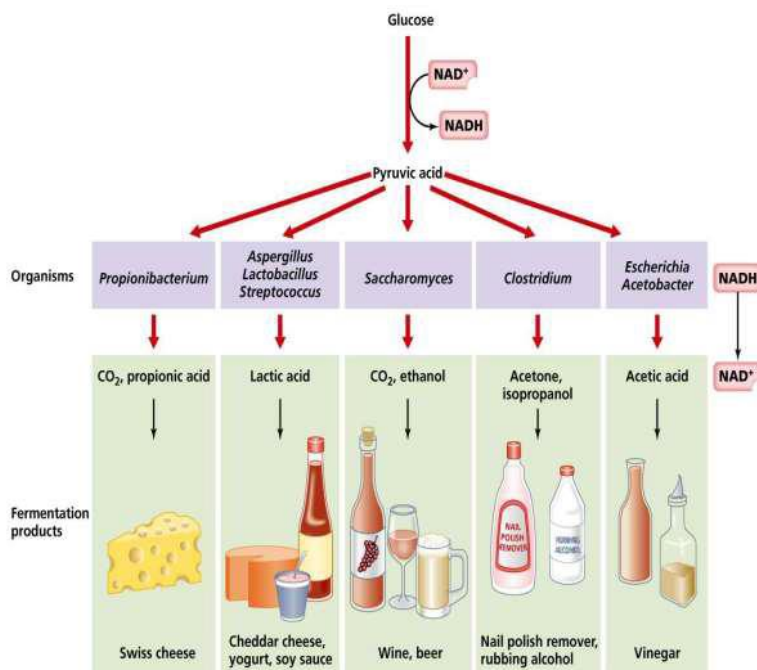 Glucose
NAD⁺
NADH
Pyruvic acid
Organisms
Propionibacterium
Aspergillus
Lactobacillus
Streptococcus
Saccharomyces
Clostridium
Escherichia
Acetobacter
NADH
CO₂, propionic acid
Lactic acid
CO₂, ethanol
Acetone,
isopropanol
Acetic acid
NAD⁺
Fermentation
products
NAIL
POLISH
REMOVER
RUBBING
ALCOHOL
Swiss cheese
Cheddar cheese,
yogurt, soy sauce
Wine, beer
Nail polish remover,
rubbing alcohol
Vinegar